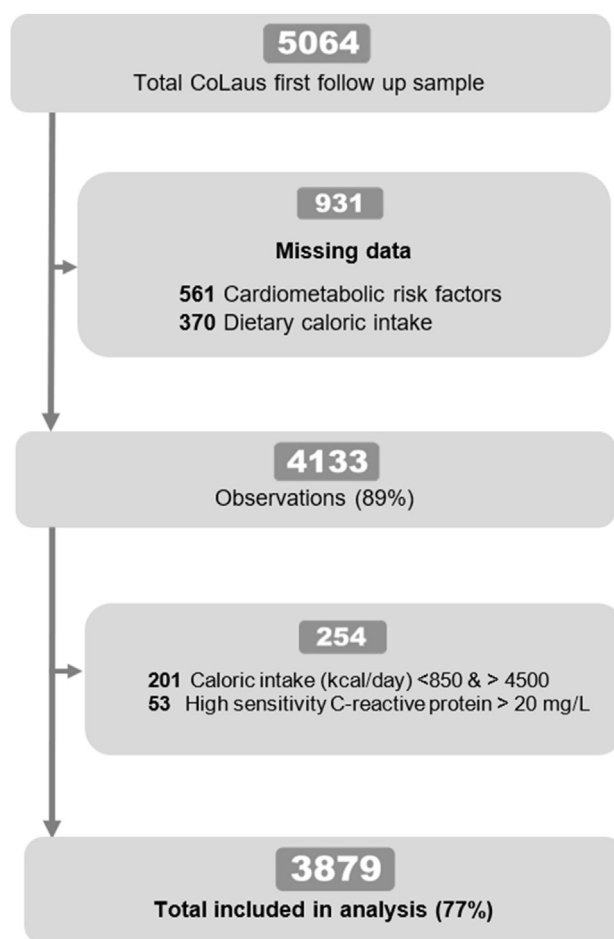 5064
Total CoLaus first follow up sample
931
Missing data
561 Cardiometabolic risk factors
370 Dietary caloric intake
4133
Observations (89%)
254
201 Caloric intake (kcal/day) <850 & > 4500
53 High sensitivity C-reactive protein > 20 mg/L
3879
Total included in analysis (77%)